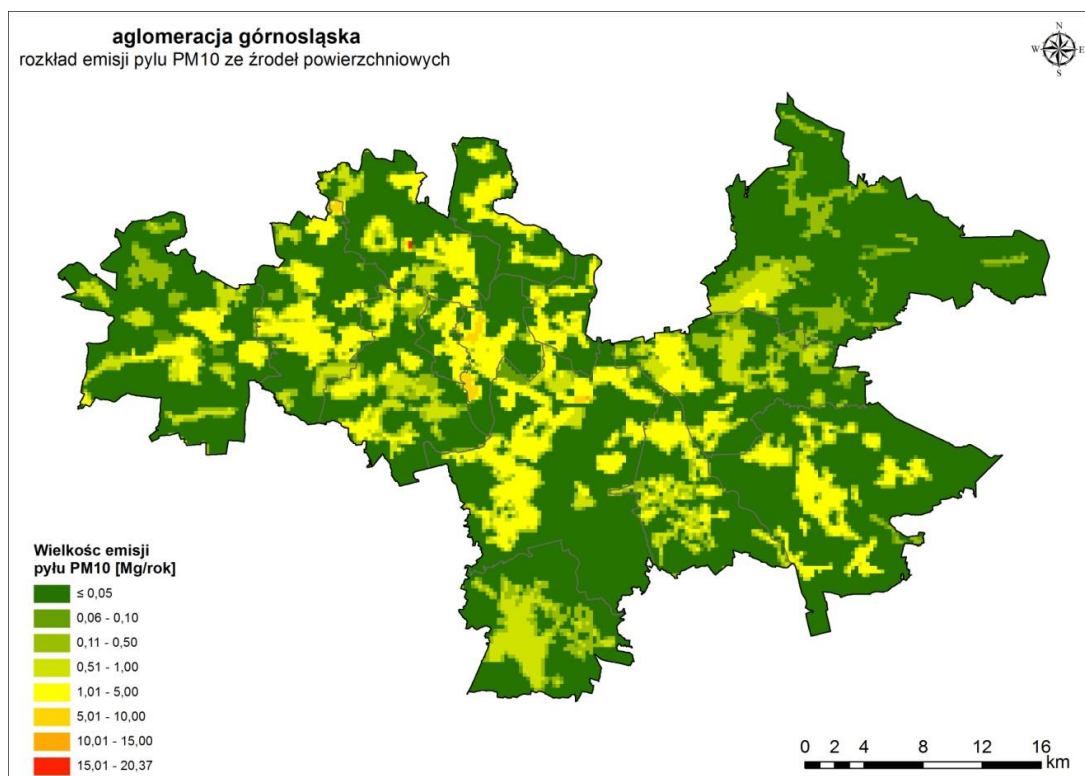 aglomeracja górnośląska
rozkład emisji pylu PM10 ze źrodeł powierzchniowych
N
W E
S
Wielkośc emisji
pyłu PM10 [Mg/rok]
≤ 0,05
0,06 - 0,10
0,11 - 0,50
0,51 - 1,00
1,01 - 5,00
5,01 - 10,00
10,01 - 15,00
15,01 - 20,37
0 2 4 8 12 16
km